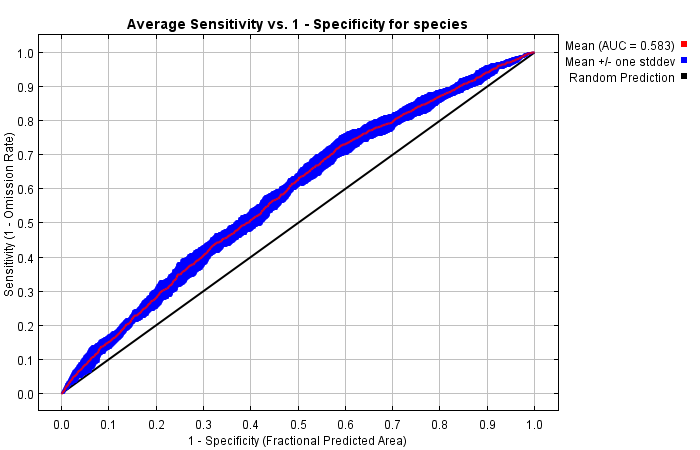 Average Sensitivity vs. 1 - Specificity for species
Mean (AUC = 0.583)
Mean +/- one stddev
Random Prediction
Sensitivity (1 - Omission Rate)
1.0
0.9
0.8
0.7
0.6
0.5
0.4
0.3
0.2
0.1
0.0
0.0 0.1 0.2 0.3 0.4 0.5 0.6 0.7 0.8 0.9 1.0
1 - Specificity (Fractional Predicted Area)